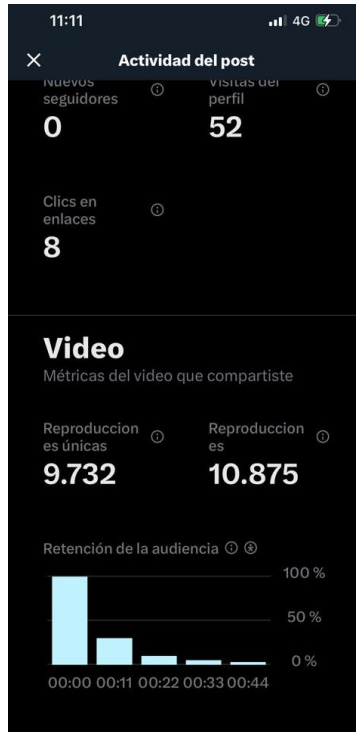 11:11
4G
Actividad del post
Nuevos
seguidores
0
Visitas del
perfil
52
Clics en
enlaces
8
Video
Métricas del video que compartiste
Reproduccion
es únicas
9.732
Reproduccion
es
10.875
Retención de la audiencia
100 %
50 %
0 %
00:00 00:11 00:22 00:33 00:44